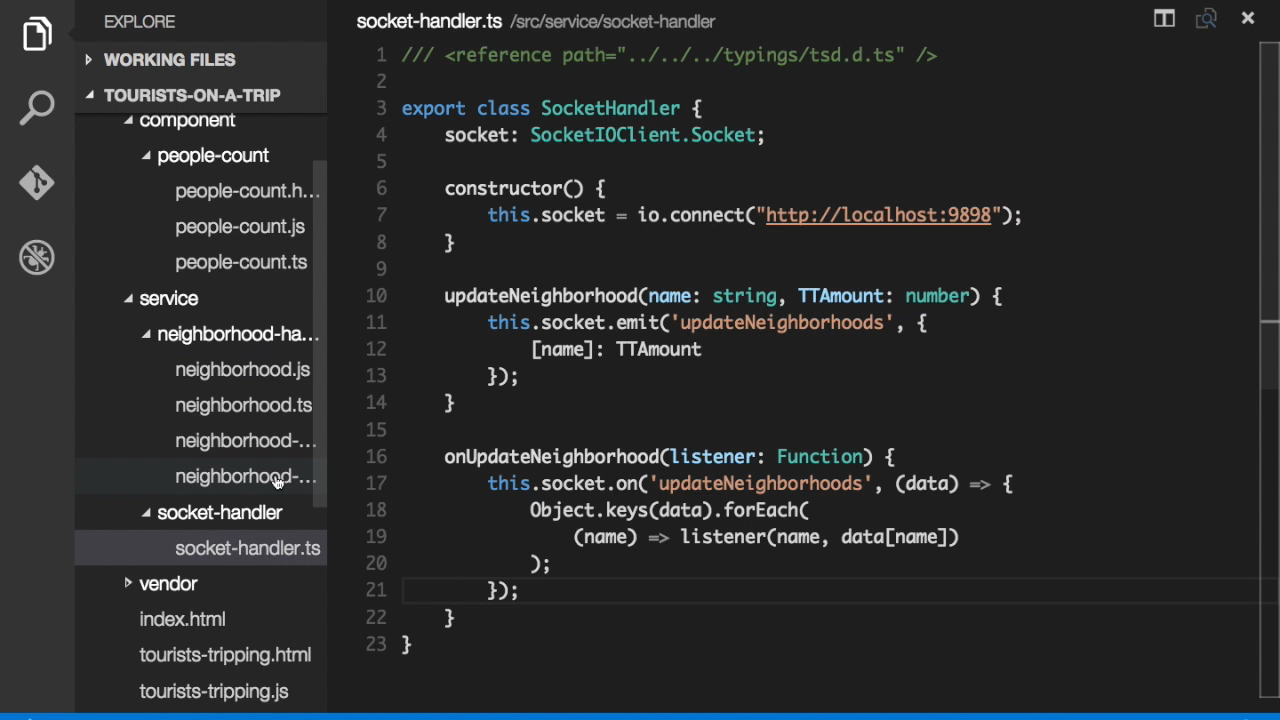 EXPLORE
WORKING FILES
TOURISTS-ON-A-TRIP
component
people-count
people-count.h...
people-count.js
people-count.ts
service
neighborhood-ha...
neighborhood.js
neighborhood.ts
neighborhood-...
neighborhood-...
socket-handler
socket-handler.ts
vendor
index.html
tourists-tripping.html
tourists-tripping.js
socket-handler.ts /src/service/socket-handler
1 /// <reference path="../../../typings/tsd.d.ts" />
2
3 export class SocketHandler {
4     socket: SocketIOClient.Socket;
5
6     constructor() {
7         this.socket = io.connect("http://localhost:9898");
8     }
9
10     updateNeighborhood(name: string, TTAmount: number) {
11         this.socket.emit('updateNeighborhoods', {
12             [name]: TTAmount
13         });
14     }
15
16     onUpdateNeighborhood(listener: Function) {
17         this.socket.on('updateNeighborhoods', (data) => {
18             Object.keys(data).forEach(
19                 (name) => listener(name, data[name])
20             );
21         });
22     }
23 }